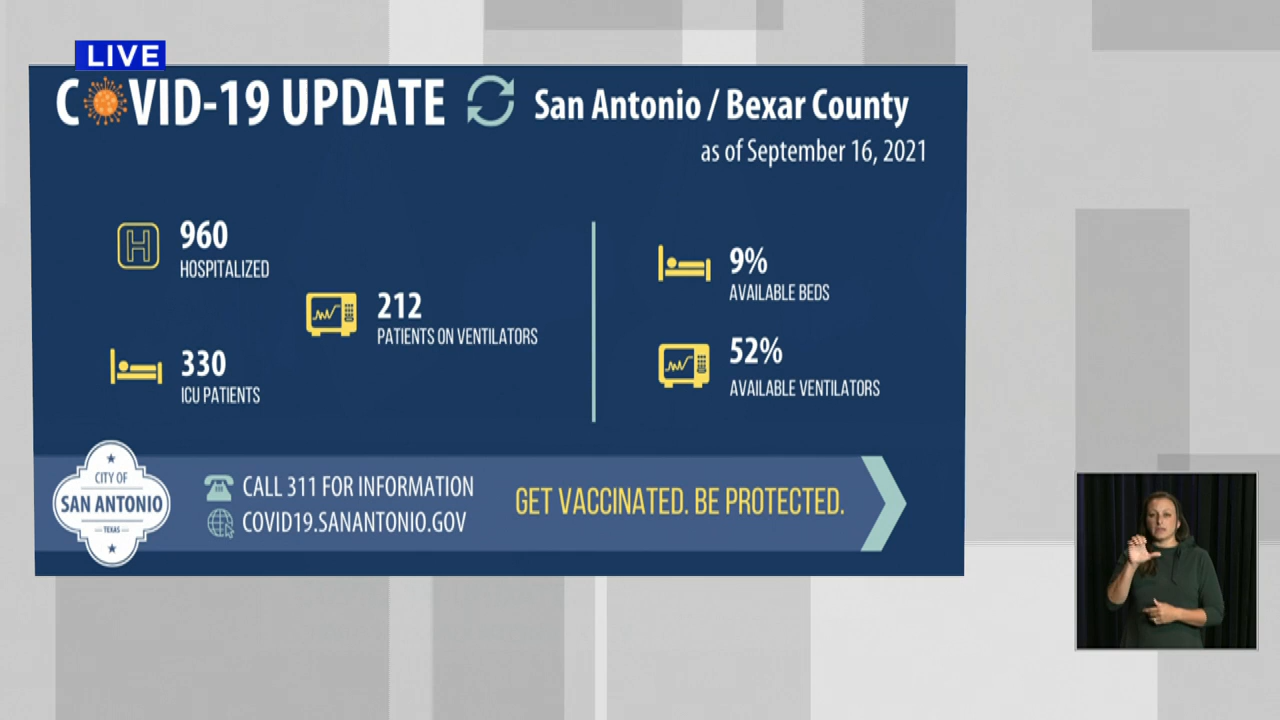 LIVE
COVID-19 UPDATE
San Antonio / Bexar County
as of September 16, 2021
960
HOSPITALIZED
212
PATIENTS ON VENTILATORS
330
ICU PATIENTS
9%
AVAILABLE BEDS
52%
AVAILABLE VENTILATORS
CITY OF
SAN ANTONIO
TEXAS
CALL 311 FOR INFORMATION
COVID19.SANANTONIO.GOV
GET VACCINATED. BE PROTECTED.